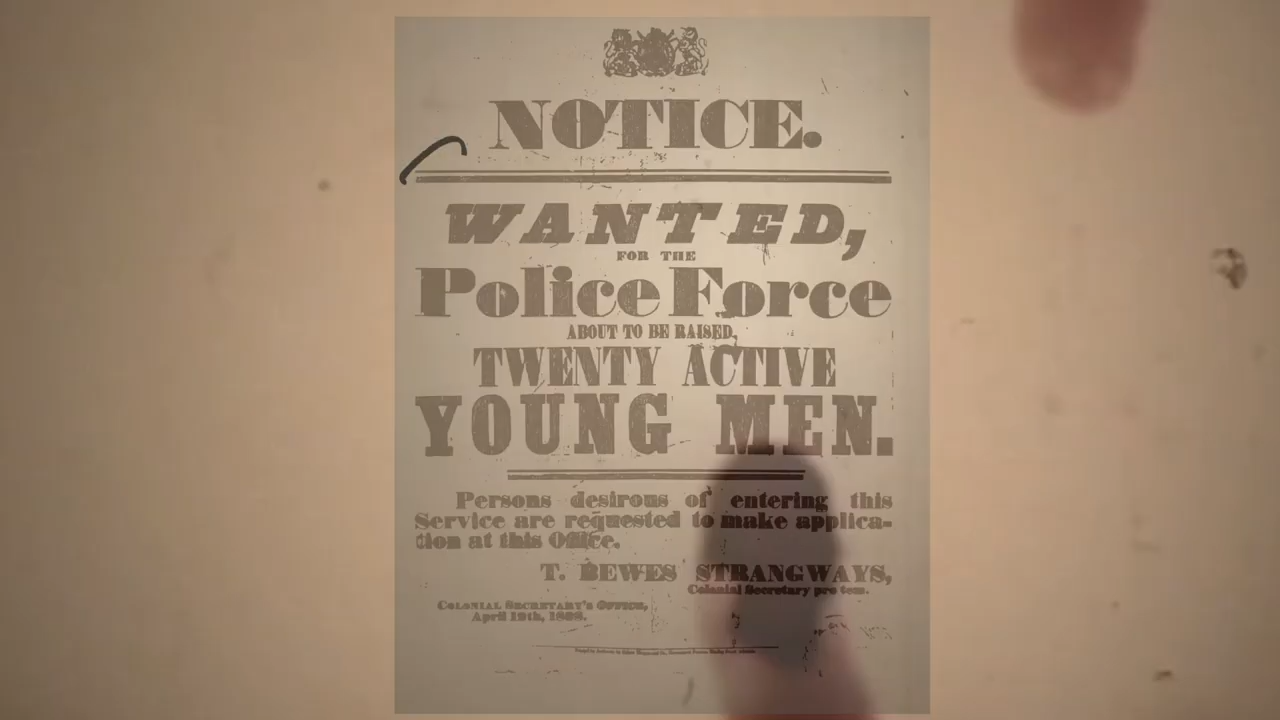 NOTICE.
WANTED,
FOR THE
Police Force
ABOUT TO BE RAISED,
TWENTY ACTIVE
YOUNG MEN.
Persons desirous of entering this
Service are requested to make applica-
tion at this Office.
T. BEWES STRANGWAYS,
Colonial Secretary pro tem.
COLONIAL SECRETARY'S OFFICE,
April